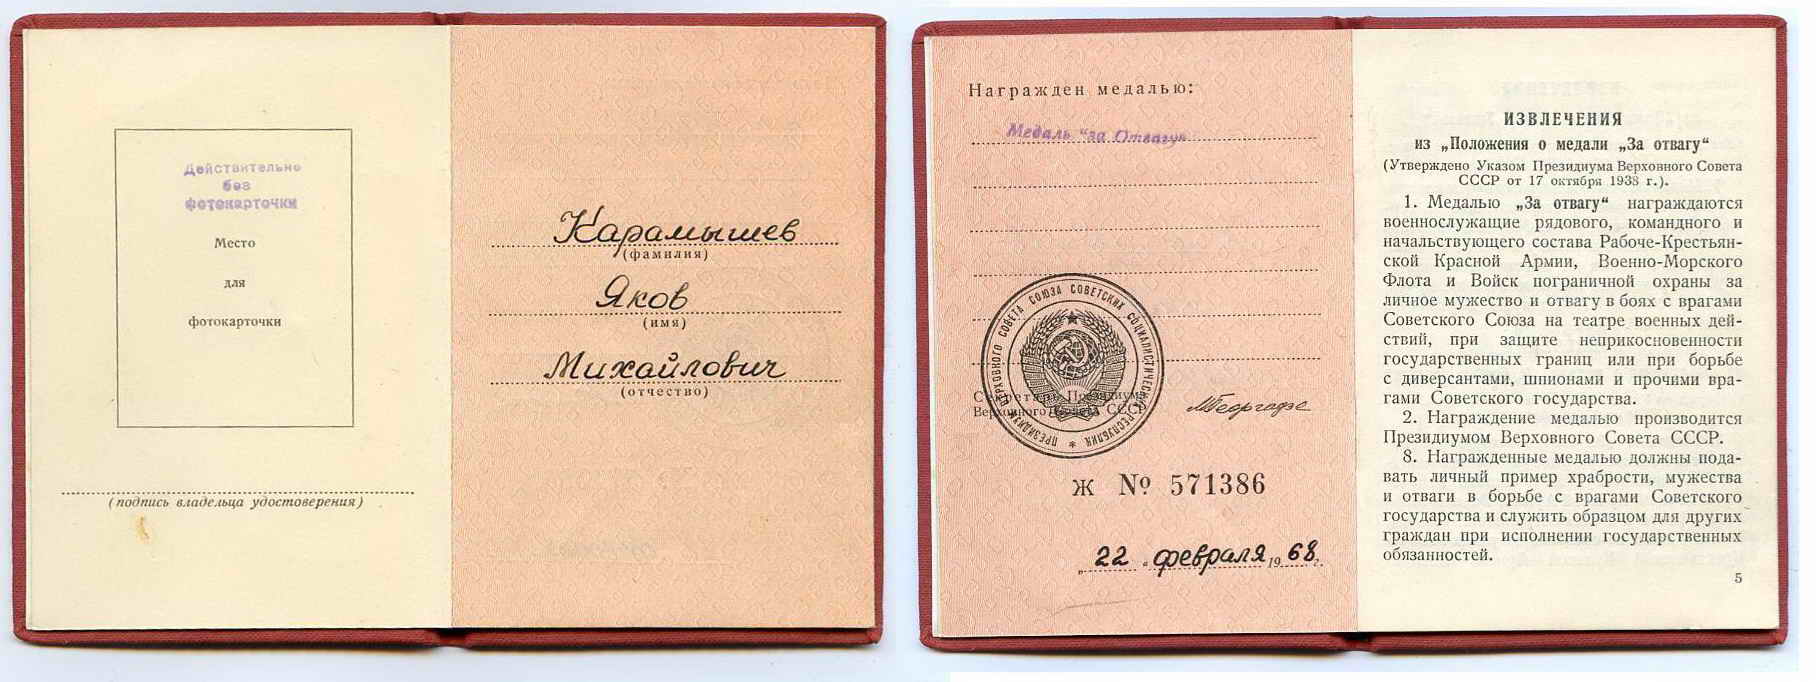 Действительно
без
фотокарточки
Место
для
фотокарточки
(подпись владельца удостоверения)
Карамышев
(фамилия)
Яков
(имя)
Михайлович
(отчество)
Награжден медалью:
Медаль "за Отвагу"
ПРЕЗИДИУМ ВЕРХОВНОГО СОВЕТА СОЮЗА СОВЕТСКИХ СОЦИАЛИСТИЧЕСКИХ РЕСПУБЛИК *
Секретарь Президиума
Верховного Совета СССР
МГеоргадзе
Ж № 571386
„22“ февраля 1968 г.
ИЗВЛЕЧЕНИЯ
из „Положения о медали „За отвагу“
(Утверждено Указом Президиума Верховного Совета
СССР от 17 октября 1938 г.).
1. Медалью „За отвагу“ награждаются
военнослужащие рядового, командного и
начальствующего состава Рабоче-Крестьян-
ской Красной Армии, Военно-Морского
Флота и Войск пограничной охраны за
личное мужество и отвагу в боях с врагами
Советского Союза на театре военных дей-
ствий, при защите неприкосновенности
государственных границ или при борьбе
с диверсантами, шпионами и прочими вра-
гами Советского государства.
2. Награждение медалью производится
Президиумом Верховного Совета СССР.
8. Награжденные медалью должны пода-
вать личный пример храбрости, мужества
и отваги в борьбе с врагами Советского
государства и служить образцом для других
граждан при исполнении государственных
обязанностей.
5